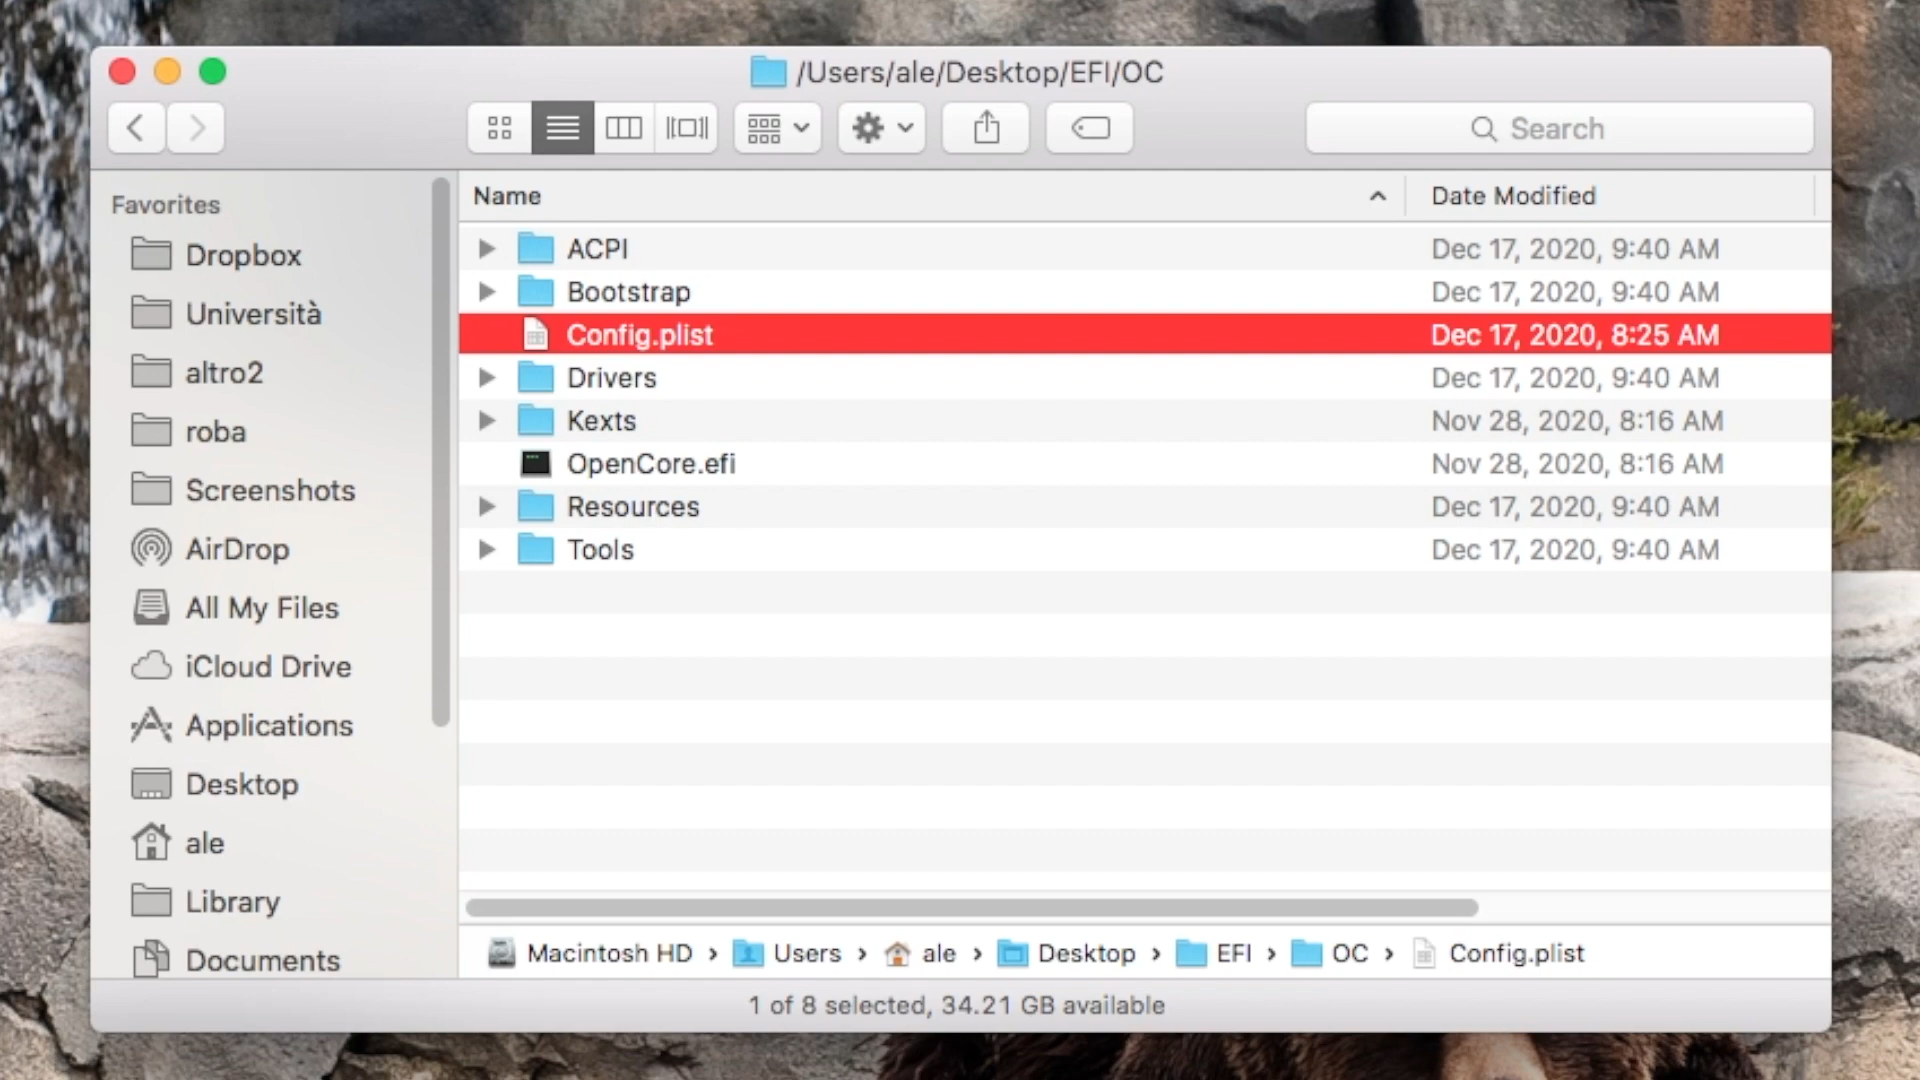 /Users/ale/Desktop/EFI/OC
Search
Favorites
Dropbox
Università
altro2
roba
Screenshots
AirDrop
All My Files
iCloud Drive
Applications
Desktop
ale
Library
Documents
Name Date Modified
ACPI Dec 17, 2020, 9:40 AM
Bootstrap Dec 17, 2020, 9:40 AM
Config.plist Dec 17, 2020, 8:25 AM
Drivers Dec 17, 2020, 9:40 AM
Kexts Nov 28, 2020, 8:16 AM
OpenCore.efi Nov 28, 2020, 8:16 AM
Resources Dec 17, 2020, 9:40 AM
Tools Dec 17, 2020, 9:40 AM
Macintosh HD › Users › ale › Desktop › EFI › OC › Config.plist
1 of 8 selected, 34.21 GB available